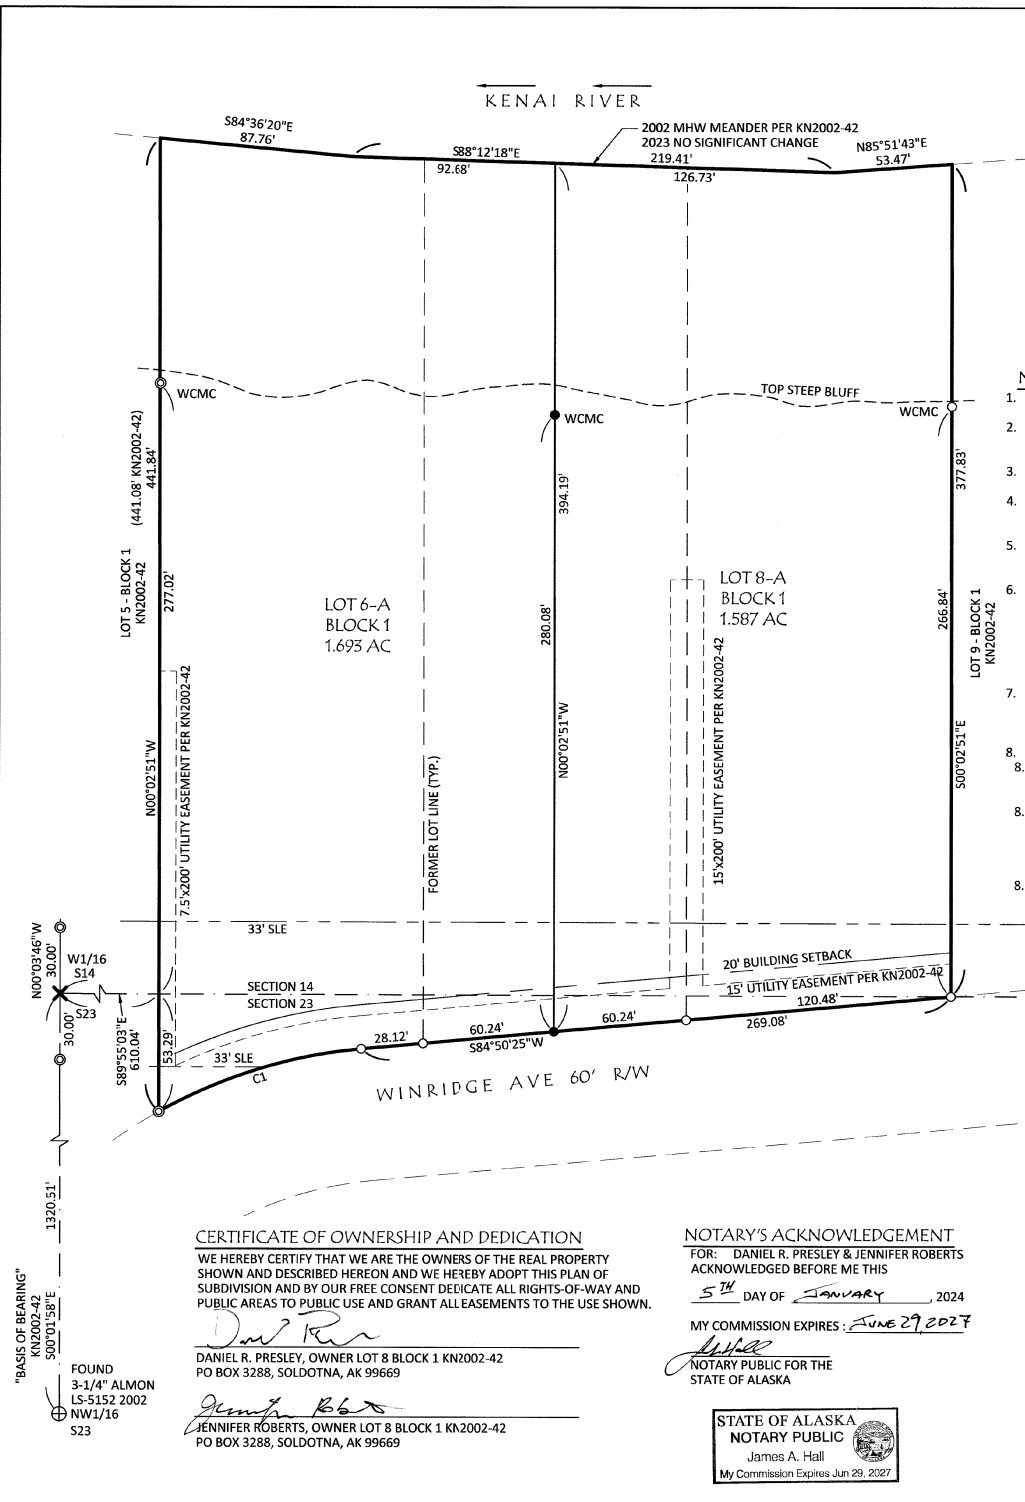 KENAI RIVER
S84°36'20"E
87.76'
2002 MHW MEANDER PER KN2002-42
2023 NO SIGNIFICANT CHANGE
S88°12'18"E
219.41'
92.68'
126.73'
N85°51'43"E
53.47'
WCMC
TOP STEEP BLUFF
WCMC
WCMC
(441.08' KN2002-42)
441.84'
394.19'
377.83'
1.
2.
3.
4.
5.
6.
7.
8.
8.
8.
8.
LOT 5 - BLOCK 1
KN2002-42
277.02'
LOT 6-A
BLOCK 1
1.693 AC
280.08'
LOT 8-A
BLOCK 1
1.587 AC
266.84'
LOT 9 - BLOCK 1
KN2002-42
7.5'x200' UTILITY EASEMENT PER KN2002-42
15'x200' UTILITY EASEMENT PER KN2002-42
N00°02'51"W
N00°02'51"W
S00°02'51"E
FORMER LOT LINE (TYP.)
33' SLE
20' BUILDING SETBACK
15' UTILITY EASEMENT PER KN2002-42
N00°03'46"W
30.00'
W1/16
S14
S23
30.00'
SECTION 14
SECTION 23
S89°55'03"E
610.04'
53.29'
33' SLE
C1
28.12'
60.24'
S84°50'25"W
60.24'
120.48'
269.08'
WINRIDGE AVE 60' R/W
1320.51'
"BASIS OF BEARING"
KN2002-42
S00°01'58"E
FOUND
3-1/4" ALMON
LS-5152 2002
NW1/16
S23
CERTIFICATE OF OWNERSHIP AND DEDICATION
WE HEREBY CERTIFY THAT WE ARE THE OWNERS OF THE REAL PROPERTY
SHOWN AND DESCRIBED HEREON AND WE HEREBY ADOPT THIS PLAN OF
SUBDIVISION AND BY OUR FREE CONSENT DEDICATE ALL RIGHTS-OF-WAY AND
PUBLIC AREAS TO PUBLIC USE AND GRANT ALL EASEMENTS TO THE USE SHOWN.
DANIEL R. PRESLEY, OWNER LOT 8 BLOCK 1 KN2002-42
PO BOX 3288, SOLDOTNA, AK 99669
JENNIFER ROBERTS, OWNER LOT 8 BLOCK 1 KN2002-42
PO BOX 3288, SOLDOTNA, AK 99669
NOTARY'S ACKNOWLEDGEMENT
FOR: DANIEL R. PRESLEY & JENNIFER ROBERTS
ACKNOWLEDGED BEFORE ME THIS
5TH DAY OF JANUARY, 2024
MY COMMISSION EXPIRES: JUNE 29, 2027
NOTARY PUBLIC FOR THE
STATE OF ALASKA
STATE OF ALASKA
NOTARY PUBLIC
James A. Hall
My Commission Expires Jun 29, 2027